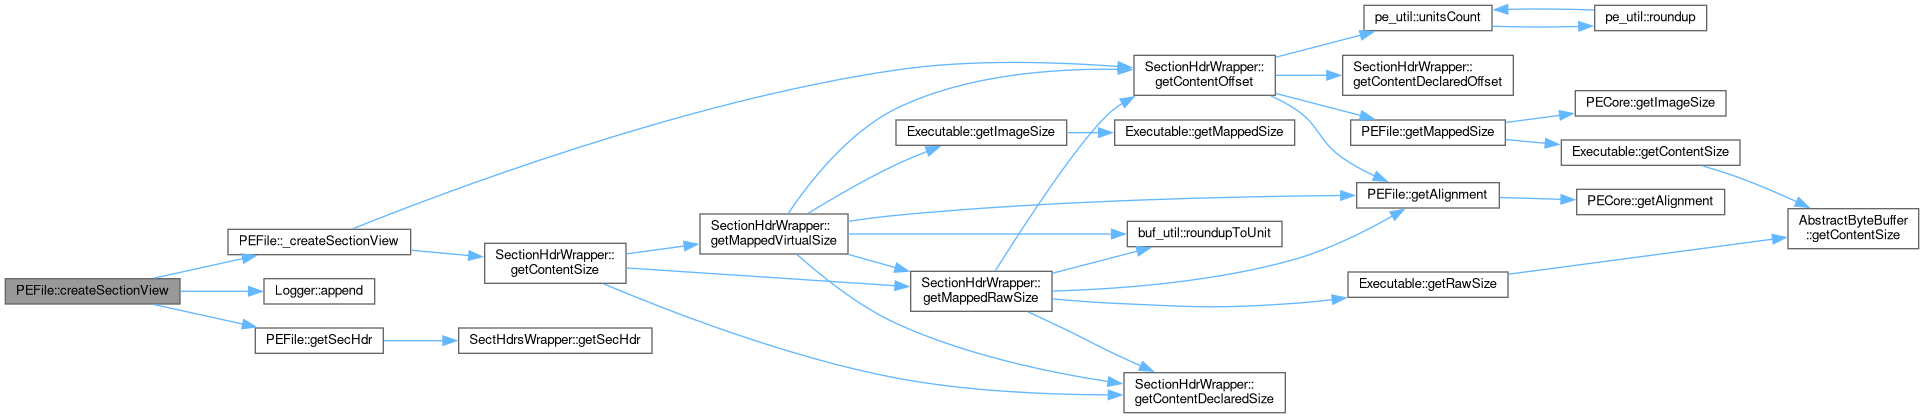 PEFile::createSectionView
PEFile::_createSectionView
Logger::append
PEFile::getSecHdr
SectionHdrWrapper::
getContentSize
SectHdrsWrapper::getSecHdr
SectionHdrWrapper::
getMappedVirtualSize
Executable::getImageSize
SectionHdrWrapper::
getMappedRawSize
SectionHdrWrapper::
getContentOffset
Executable::getMappedSize
buf_util::roundupToUnit
SectionHdrWrapper::
getContentDeclaredSize
pe_util::unitsCount
SectionHdrWrapper::
getContentDeclaredOffset
PEFile::getMappedSize
PEFile::getAlignment
Executable::getRawSize
pe_util::roundup
PECore::getImageSize
Executable::getContentSize
PECore::getAlignment
AbstractByteBuffer
::getContentSize